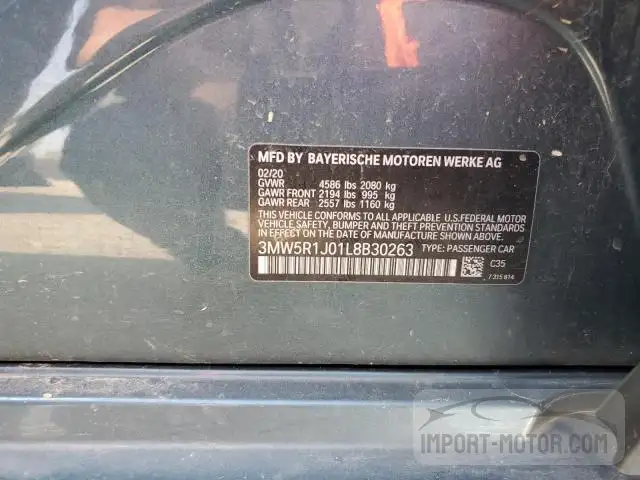 MFD BY BAYERISCHE MOTOREN WERKE AG
02/20
GVWR 4586 lbs 2080 kg
GAWR FRONT 2194 lbs 995 kg
GAWR REAR 2557 lbs 1160 kg
THIS VEHICLE CONFORMS TO ALL APPLICABLE U.S.FEDERAL MOTOR
VEHICLE SAFETY, BUMPER AND THEFT PREVENTION STANDARDS
IN EFFECT ON THE DATE OF MANUFACTURE SHOWN ABOVE.
3MW5R1J01L8B30263 TYPE: PASSENGER CAR
C35
7 315 814
IMPORT-MOTOR.COM